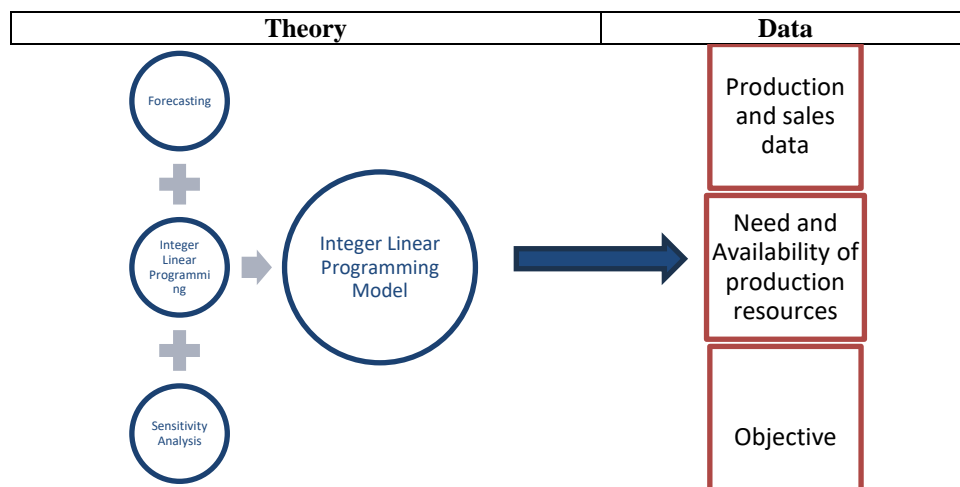 Theory
Data
Forecasting
Integer
Linear
Programmi
ng
Sensitivity
Analysis
Integer Linear
Programming
Model
Production
and sales
data
Need and
Availability of
production
resources
Objective